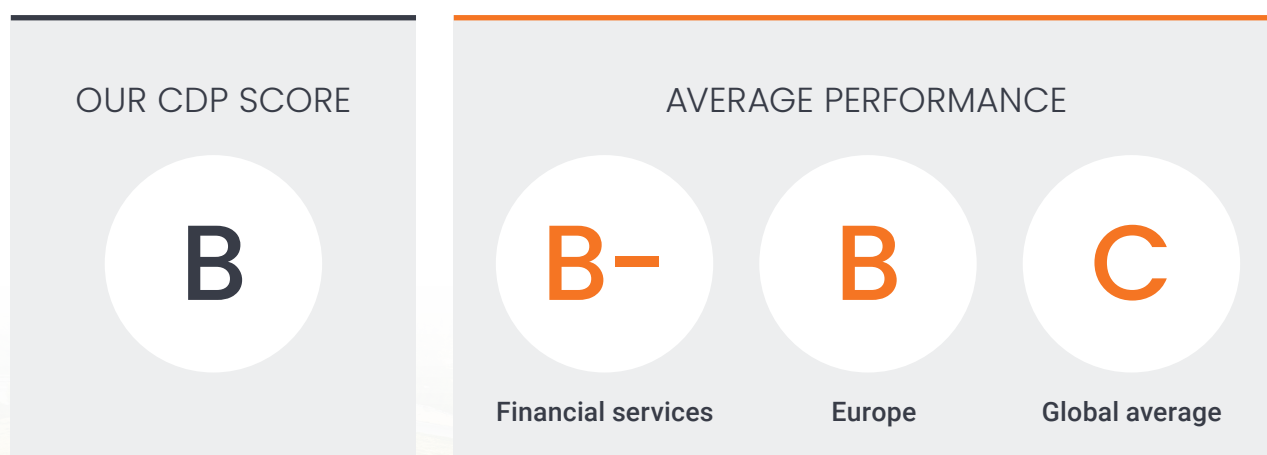 OUR CDP SCORE
B
AVERAGE PERFORMANCE
B-
B
C
Financial services
Europe
Global average